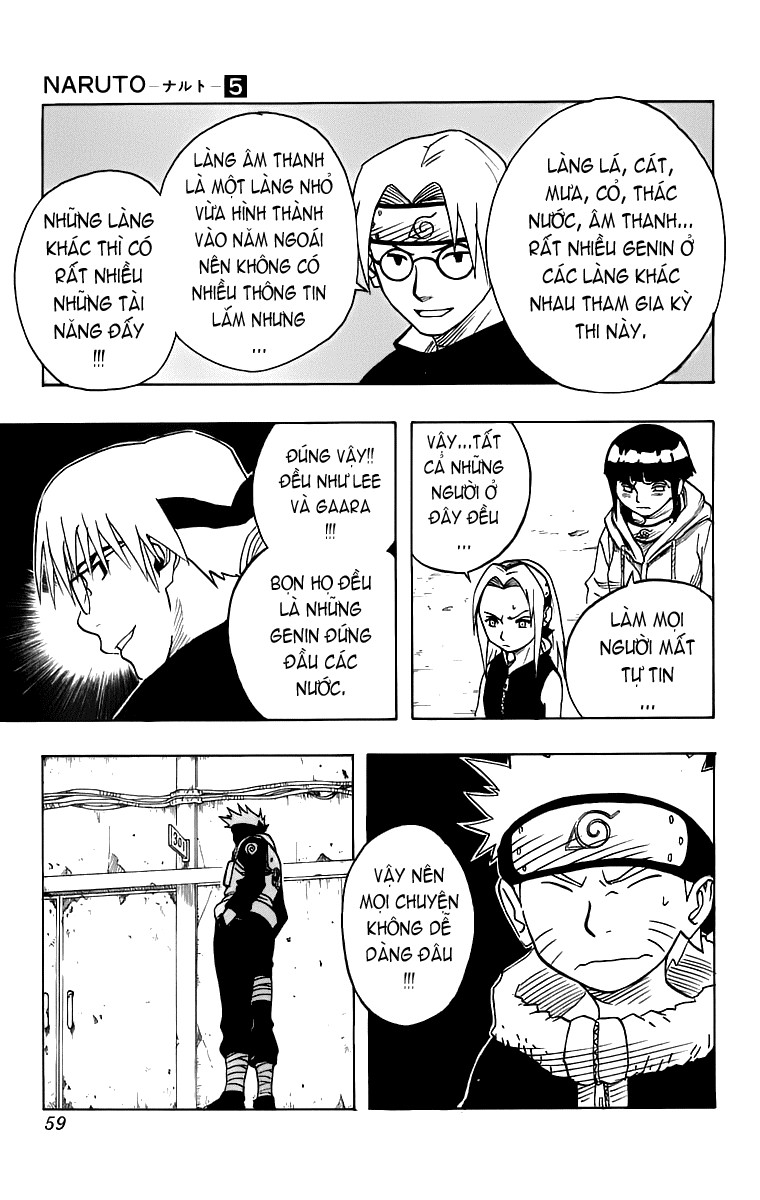 NARUTO —ナルト— 5
LÀNG LÁ, CÁT,
MƯA, CỎ, THÁC
NƯỚC, ÂM THANH...
RẤT NHIỀU GENIN Ở
CÁC LÀNG KHÁC
NHAU THAM GIA KỲ
THI NÀY.
LÀNG ÂM THANH
LÀ MỘT LÀNG NHỎ
VỪA HÌNH THÀNH
VÀO NĂM NGOÁI
NÊN KHÔNG CÓ
NHIỀU THÔNG TIN
LẮM NHƯNG
...
NHỮNG LÀNG
KHÁC THÌ CÓ
RẤT NHIỀU
NHỮNG TÀI
NĂNG ĐẤY
!!!
VẬY...TẤT
CẢ NHỮNG
NGƯỜI Ở
ĐÂY ĐỀU
...
LÀM MỌI
NGƯỜI MẤT
TỰ TIN
...
ĐÚNG VẬY!!
ĐỀU NHƯ LEE
VÀ GAARA
!!!
BỌN HỌ ĐỀU
LÀ NHỮNG
GENIN ĐỨNG
ĐẦU CÁC
NƯỚC.
VẬY NÊN
MỌI CHUYỆN
KHÔNG DỄ
DÀNG ĐÂU
!!!
301
59